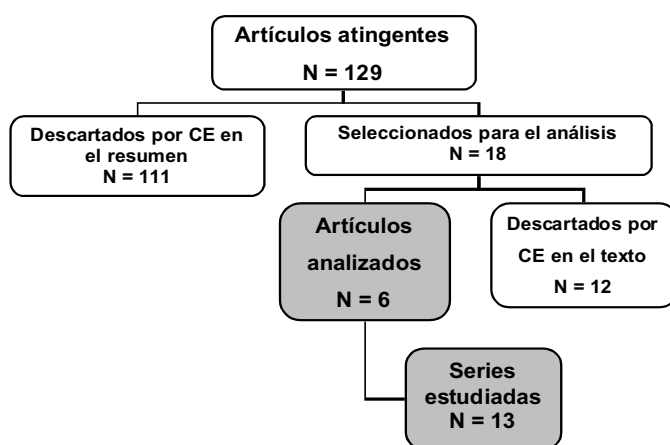 Artículos atingentes
N = 129
Descartados por CE en
el resumen
N = 111
Seleccionados para el análisis
N = 18
Artículos
analizados
N = 6
Descartados por
CE en el texto
N = 12
Series
estudiadas
N = 13